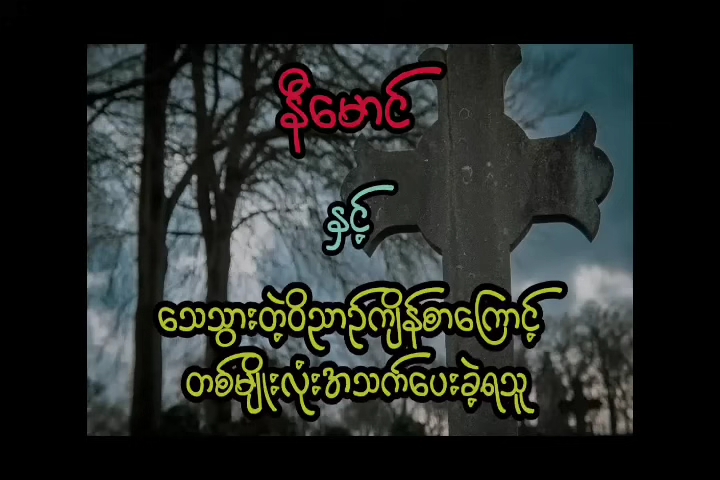 နီမောင်
နှင့်
သေသွားတဲ့ဝိညာဉ်ကျိန်စာကြောင့်
တစ်မျိုးလုံးအသက်ပေးခဲ့ရသူ